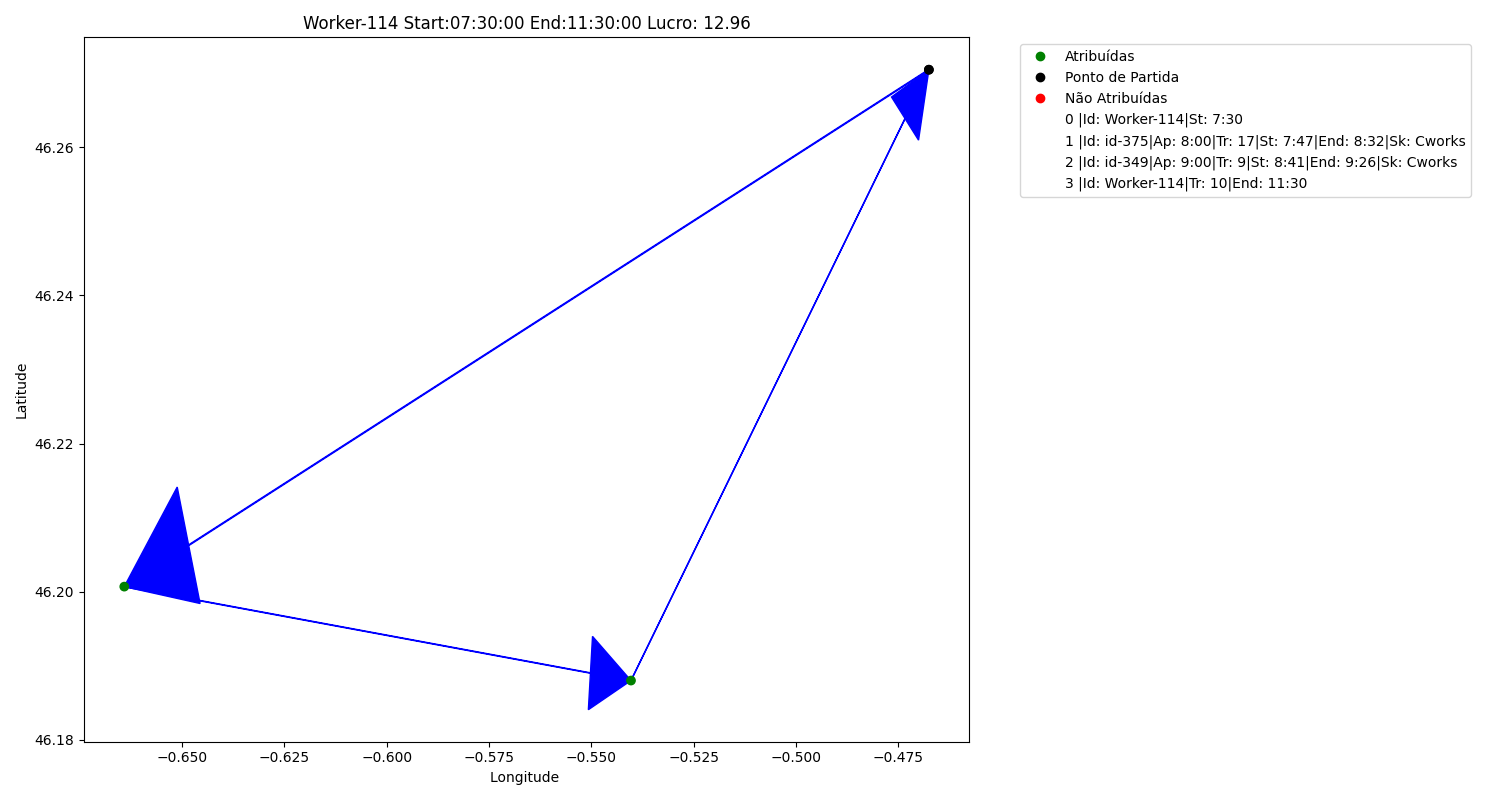 Worker-114 Start:07:30:00 End:11:30:00 Lucro: 12.96
Atribuídas
Ponto de Partida
Não Atribuídas
0 |Id: Worker-114|St: 7:30
1 |Id: id-375|Ap: 8:00|Tr: 17|St: 7:47|End: 8:32|Sk: Cworks
2 |Id: id-349|Ap: 9:00|Tr: 9|St: 8:41|End: 9:26|Sk: Cworks
3 |Id: Worker-114|Tr: 10|End: 11:30
Latitude
46.26
46.24
46.22
46.20
46.18
−0.650 −0.625 −0.600 −0.575 −0.550 −0.525 −0.500 −0.475
Longitude